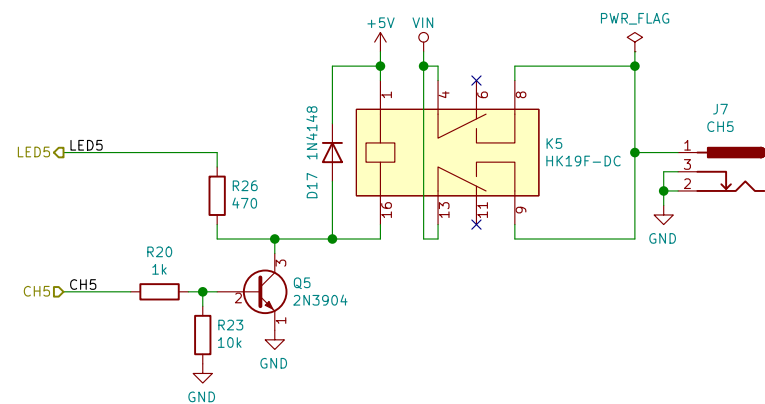 PWR_FLAG
+5V
VIN
1
4
6
8
J7
CH5
D17 1N4148
K5
HK19F-DC
LED5
LED5
1
3
2
R26
470
16
13
11
9
GND
R20
1k
3
Q5
2N3904
CH5
CH5
2
1
R23
10k
GND
GND